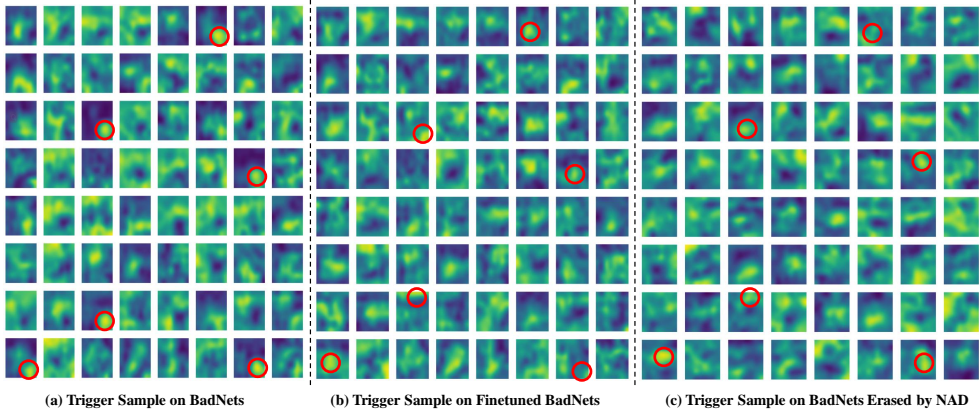 (a) Trigger Sample on BadNets
(b) Trigger Sample on Finetuned BadNets
(c) Trigger Sample on BadNets Erased by NAD